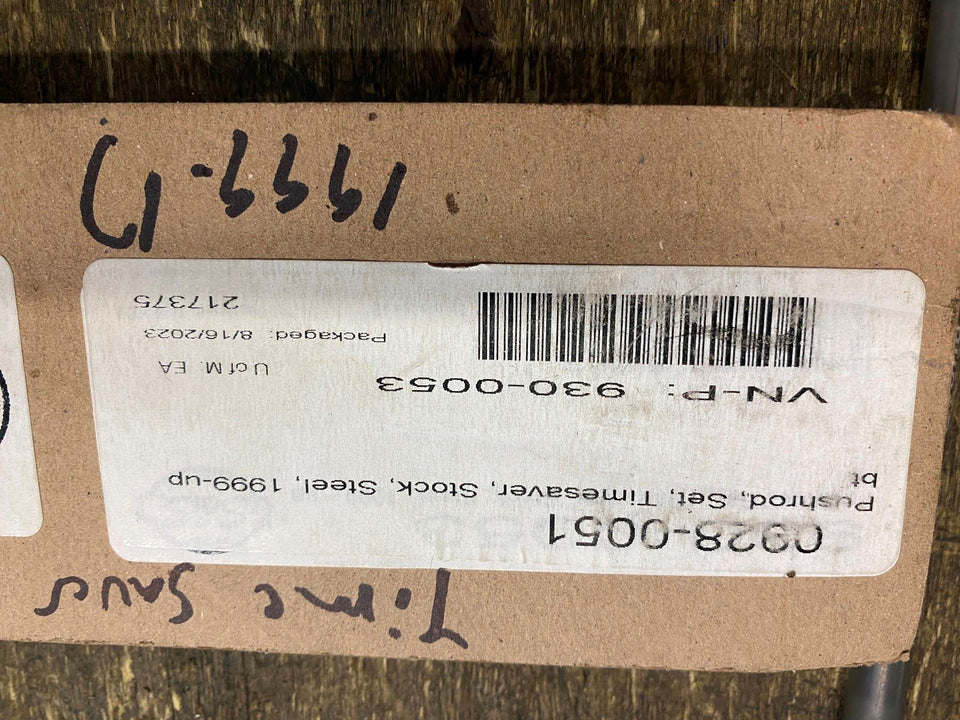 Time Saver
0928-0051
Pushrod, Set, Timesaver, Stock, Steel, 1999-up
bt
VN-P: 930-0053
U of M: EA
Packaged: 8/16/2023
217375
1999-17